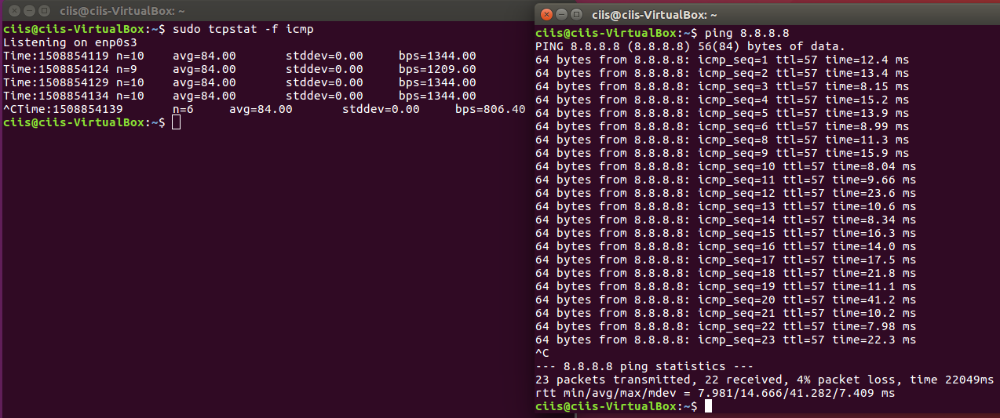 ciis@ciis-VirtualBox: ~
ciis@ciis-VirtualBox:~$ sudo tcpstat -f icmp
Listening on enp0s3
Time:1508854119 n=10 avg=84.00 stddev=0.00 bps=1344.00
Time:1508854124 n=9 avg=84.00 stddev=0.00 bps=1209.60
Time:1508854129 n=10 avg=84.00 stddev=0.00 bps=1344.00
Time:1508854134 n=10 avg=84.00 stddev=0.00 bps=1344.00
^CTime:1508854139 n=6 avg=84.00 stddev=0.00 bps=806.40
ciis@ciis-VirtualBox:~$
ciis@ciis-VirtualBox: ~
ciis@ciis-VirtualBox:~$ ping 8.8.8.8
PING 8.8.8.8 (8.8.8.8) 56(84) bytes of data.
64 bytes from 8.8.8.8: icmp_seq=1 ttl=57 time=12.4 ms
64 bytes from 8.8.8.8: icmp_seq=2 ttl=57 time=13.4 ms
64 bytes from 8.8.8.8: icmp_seq=3 ttl=57 time=8.15 ms
64 bytes from 8.8.8.8: icmp_seq=4 ttl=57 time=15.2 ms
64 bytes from 8.8.8.8: icmp_seq=5 ttl=57 time=13.9 ms
64 bytes from 8.8.8.8: icmp_seq=6 ttl=57 time=8.99 ms
64 bytes from 8.8.8.8: icmp_seq=8 ttl=57 time=11.3 ms
64 bytes from 8.8.8.8: icmp_seq=9 ttl=57 time=15.9 ms
64 bytes from 8.8.8.8: icmp_seq=10 ttl=57 time=8.04 ms
64 bytes from 8.8.8.8: icmp_seq=11 ttl=57 time=9.66 ms
64 bytes from 8.8.8.8: icmp_seq=12 ttl=57 time=23.6 ms
64 bytes from 8.8.8.8: icmp_seq=13 ttl=57 time=10.6 ms
64 bytes from 8.8.8.8: icmp_seq=14 ttl=57 time=8.34 ms
64 bytes from 8.8.8.8: icmp_seq=15 ttl=57 time=16.3 ms
64 bytes from 8.8.8.8: icmp_seq=16 ttl=57 time=14.0 ms
64 bytes from 8.8.8.8: icmp_seq=17 ttl=57 time=17.5 ms
64 bytes from 8.8.8.8: icmp_seq=18 ttl=57 time=21.8 ms
64 bytes from 8.8.8.8: icmp_seq=19 ttl=57 time=11.1 ms
64 bytes from 8.8.8.8: icmp_seq=20 ttl=57 time=41.2 ms
64 bytes from 8.8.8.8: icmp_seq=21 ttl=57 time=10.2 ms
64 bytes from 8.8.8.8: icmp_seq=22 ttl=57 time=7.98 ms
64 bytes from 8.8.8.8: icmp_seq=23 ttl=57 time=22.3 ms
^C
--- 8.8.8.8 ping statistics ---
23 packets transmitted, 22 received, 4% packet loss, time 22049ms
rtt min/avg/max/mdev = 7.981/14.666/41.282/7.409 ms
ciis@ciis-VirtualBox:~$